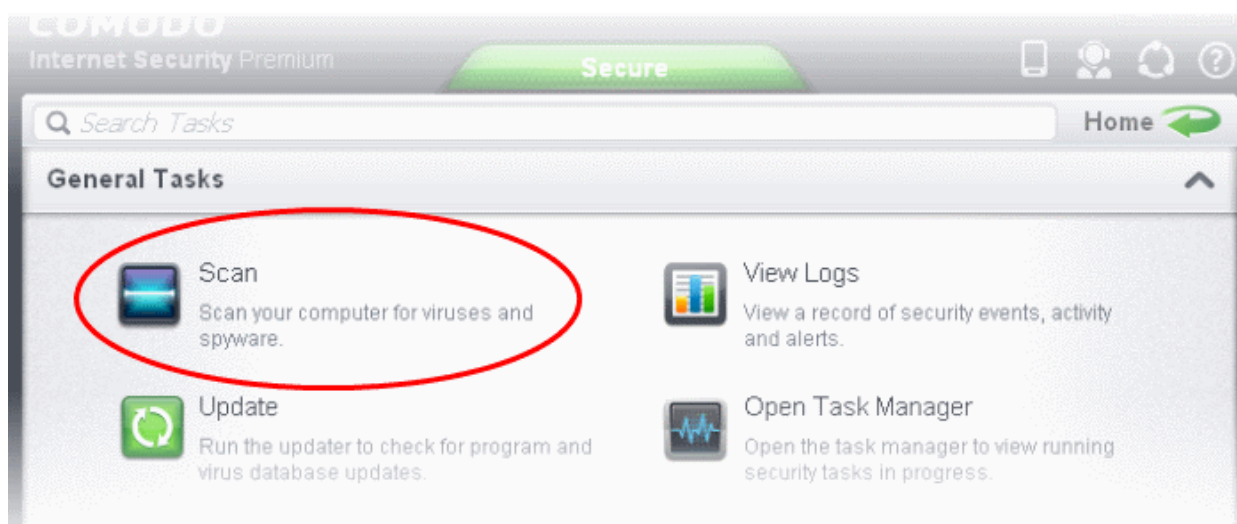 COMODO
Internet Security Premium
Secure
Search Tasks
Home
General Tasks
Scan
Scan your computer for viruses and
spyware.
View Logs
View a record of security events, activity
and alerts.
Update
Run the updater to check for program and
virus database updates.
Open Task Manager
Open the task manager to view running
security tasks in progress.